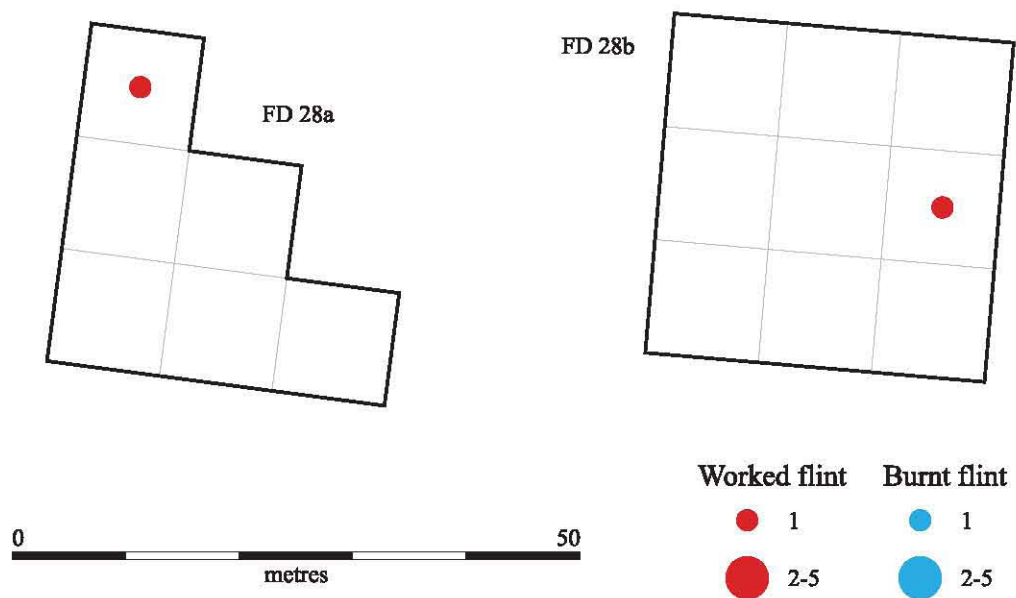 FD 28b
FD 28a
Worked flint Burnt flint
1 1
2-5 2-5
0 50
metres